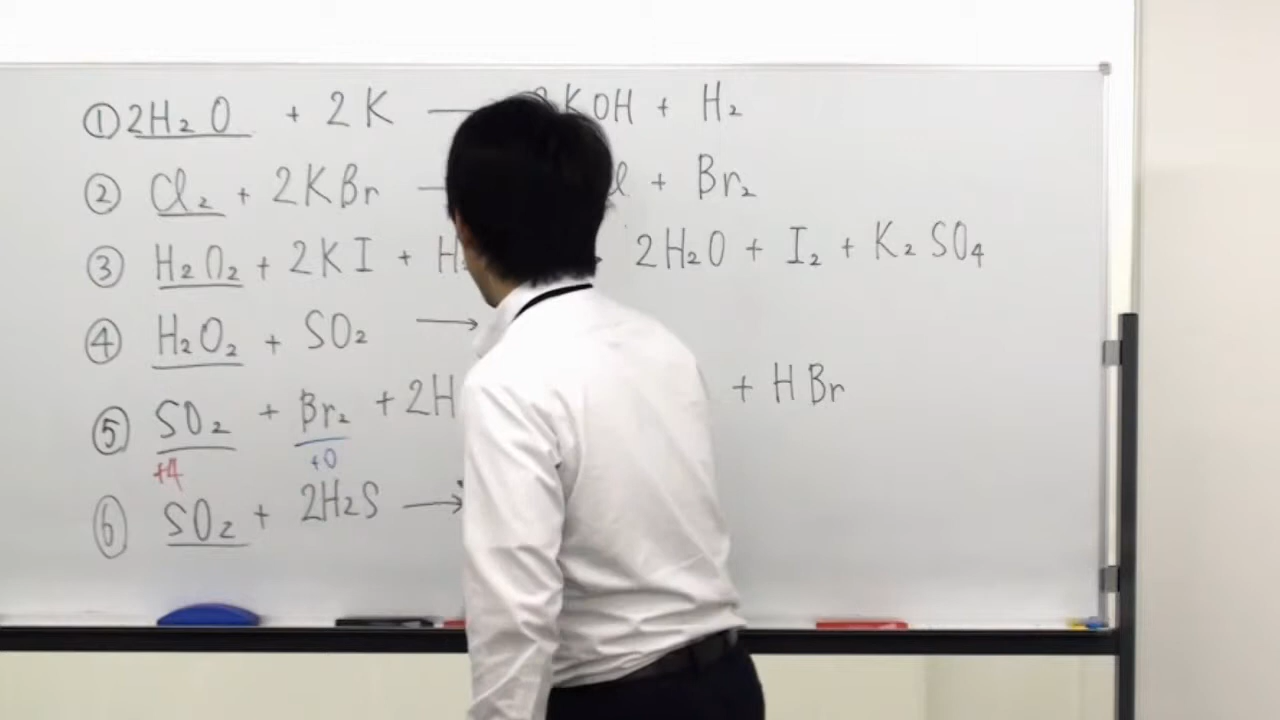 ① 2H₂O + 2K — KOH + H₂
② Cl₂ + 2KBr — l + Br₂
③ H₂O₂ + 2KI + H 2H₂O + I₂ + K₂SO₄
④ H₂O₂ + SO₂ →
⑤ SO₂ + Br₂ + 2H + HBr
+4 +0
⑥ SO₂ + 2H₂S →